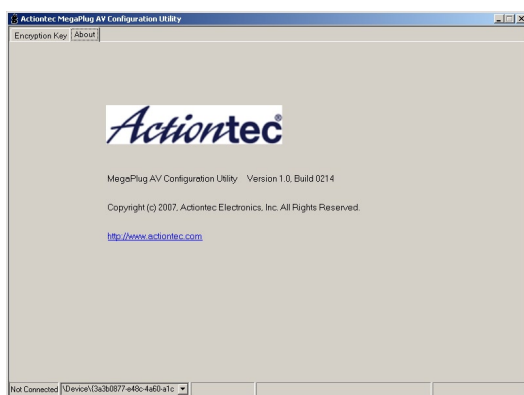 Actiontec MegaPlug AV Configuration Utility
Encryption Key About
Actiontec®
MegaPlug AV Configuration Utility Version 1.0, Build 0214
Copyright (c) 2007, Actiontec Electronics, Inc. All Rights Reserved.
http://www.actiontec.com
Not Connected \Device\{3a3b0877-e48c-4a60-a1c